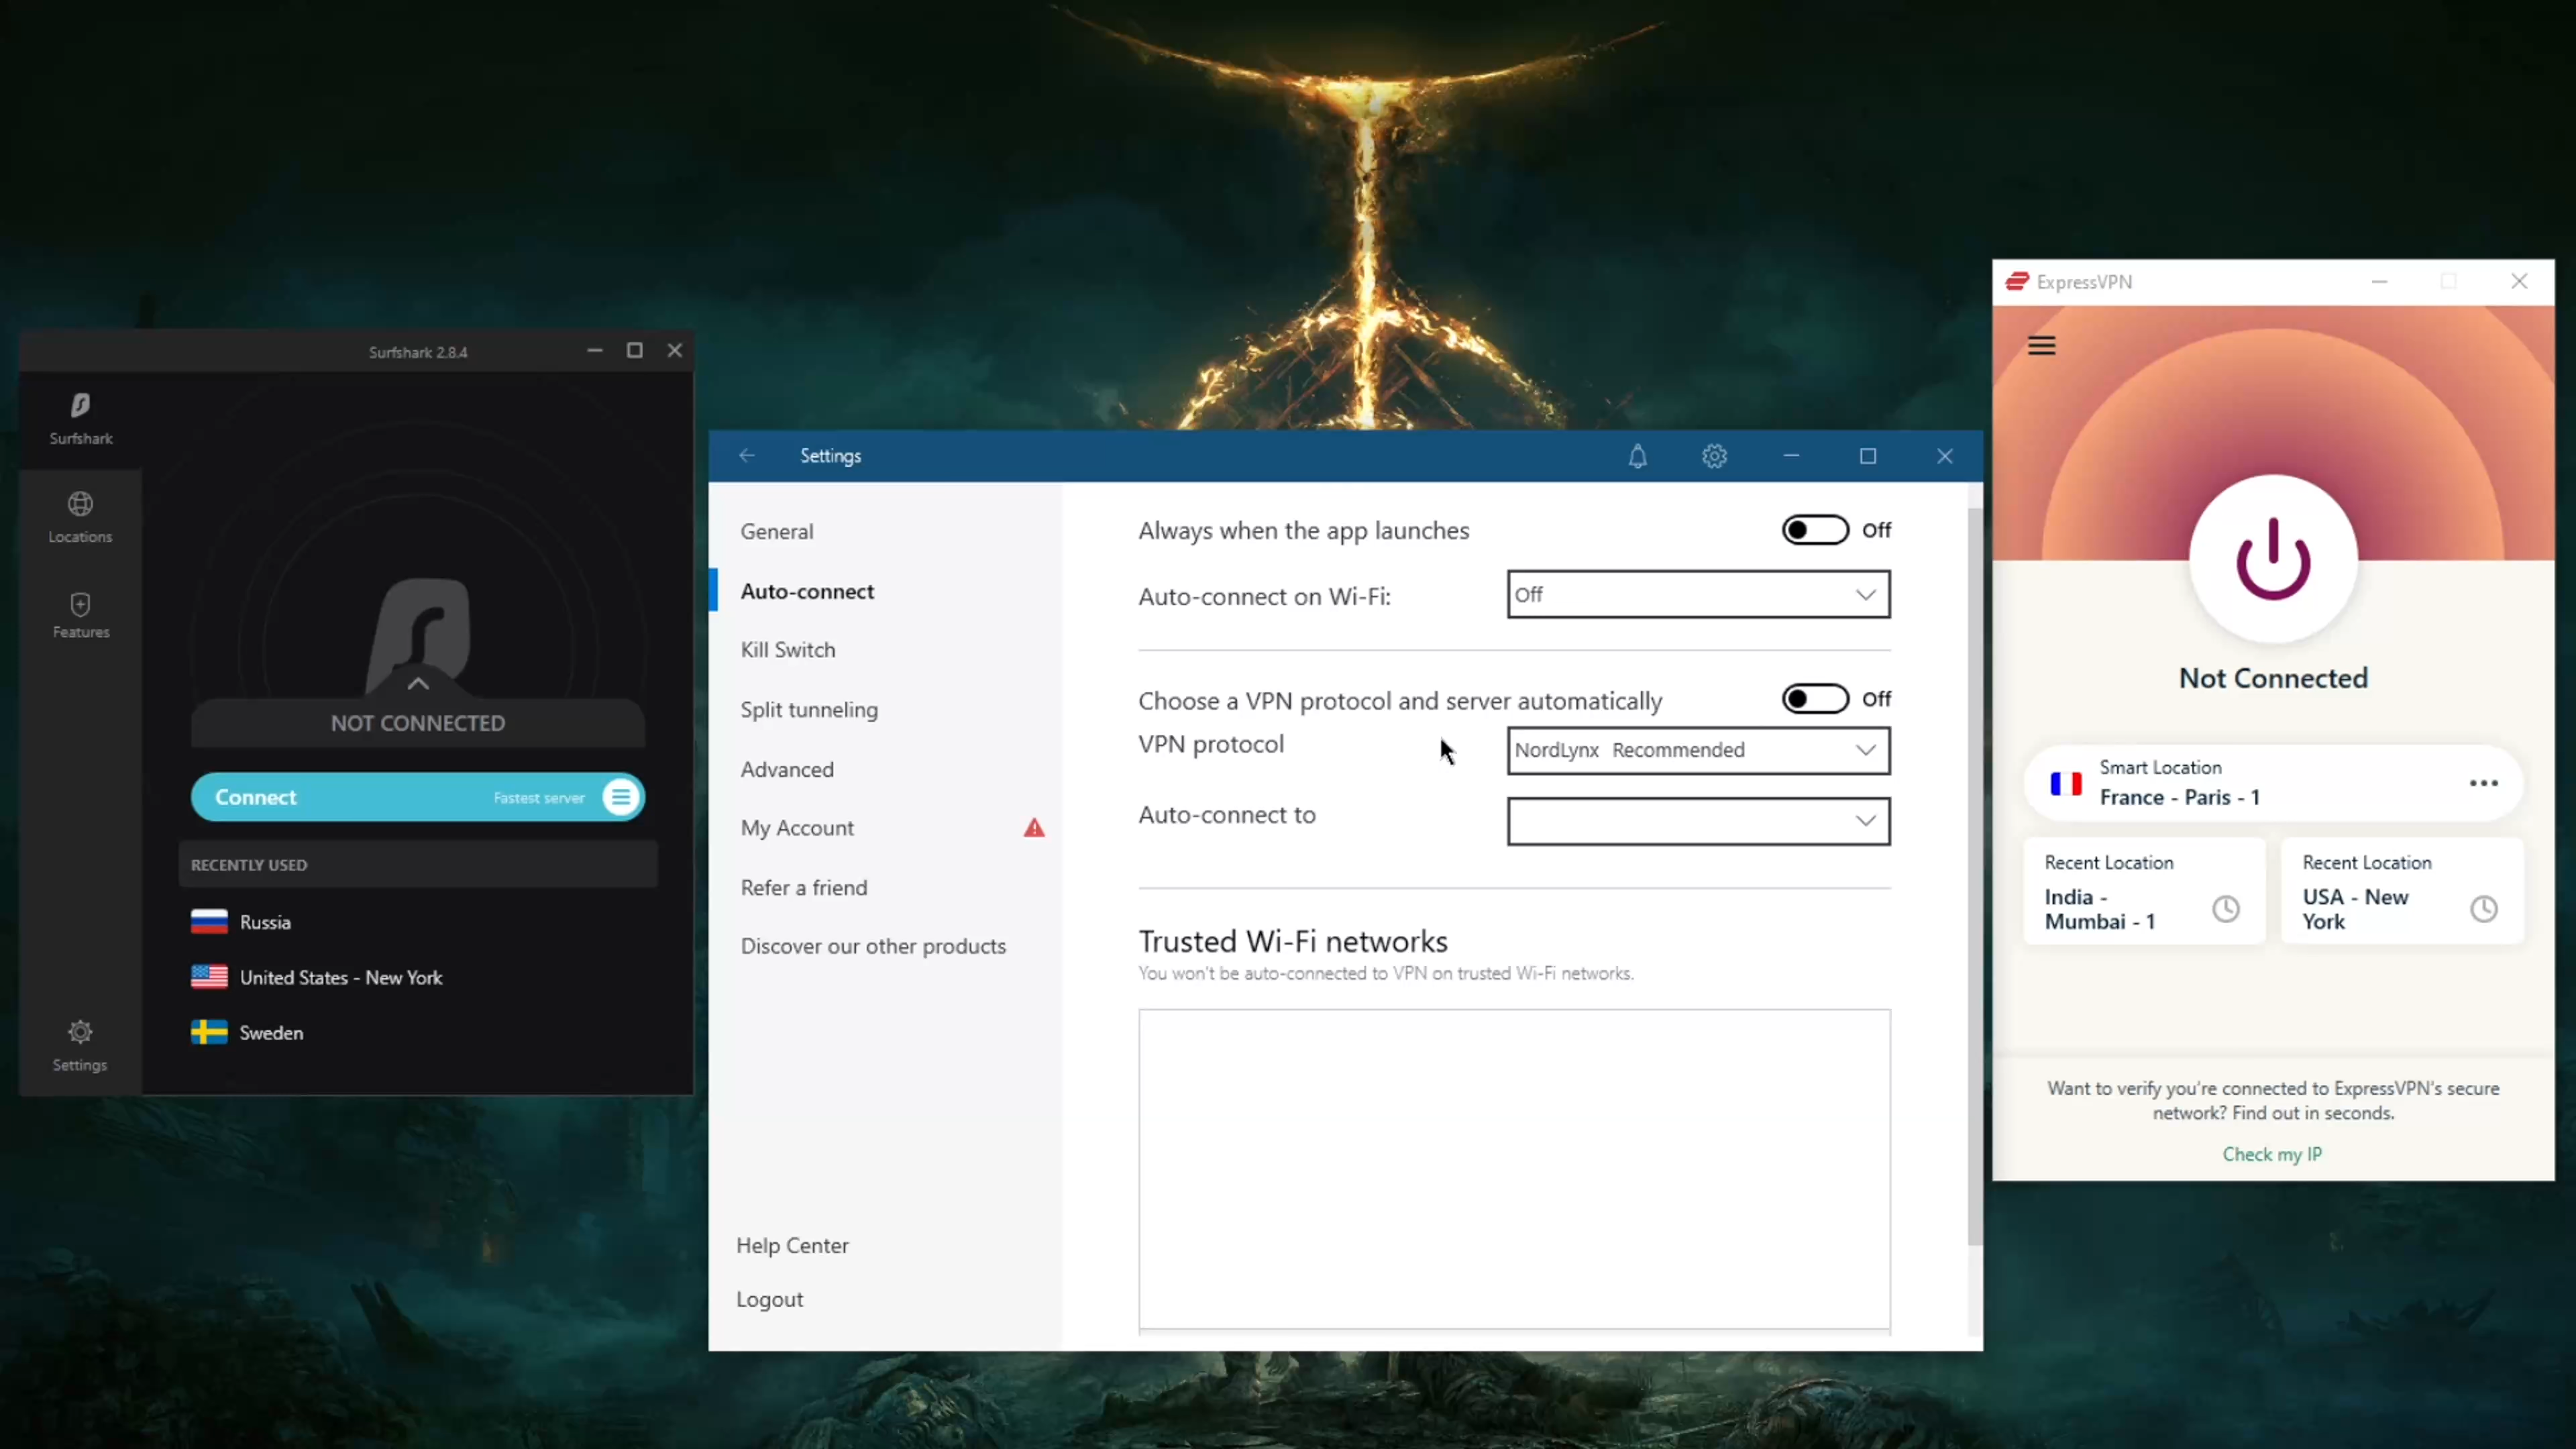 Surfshark 2.8.4
Surfshark
Locations
Features
Settings
NOT CONNECTED
Connect
Fastest server
RECENTLY USED
Russia
United States - New York
Sweden
Settings
General
Auto-connect
Kill Switch
Split tunneling
Advanced
My Account
Refer a friend
Discover our other products
Help Center
Logout
Always when the app launches
Off
Auto-connect on Wi-Fi:
Off
Choose a VPN protocol and server automatically
Off
VPN protocol
NordLynx Recommended
Auto-connect to
Trusted Wi-Fi networks
You won't be auto-connected to VPN on trusted Wi-Fi networks.
ExpressVPN
Not Connected
Smart Location
France - Paris - 1
Recent Location
India -
Mumbai - 1
Recent Location
USA - New
York
Want to verify you're connected to ExpressVPN's secure
network? Find out in seconds.
Check my IP